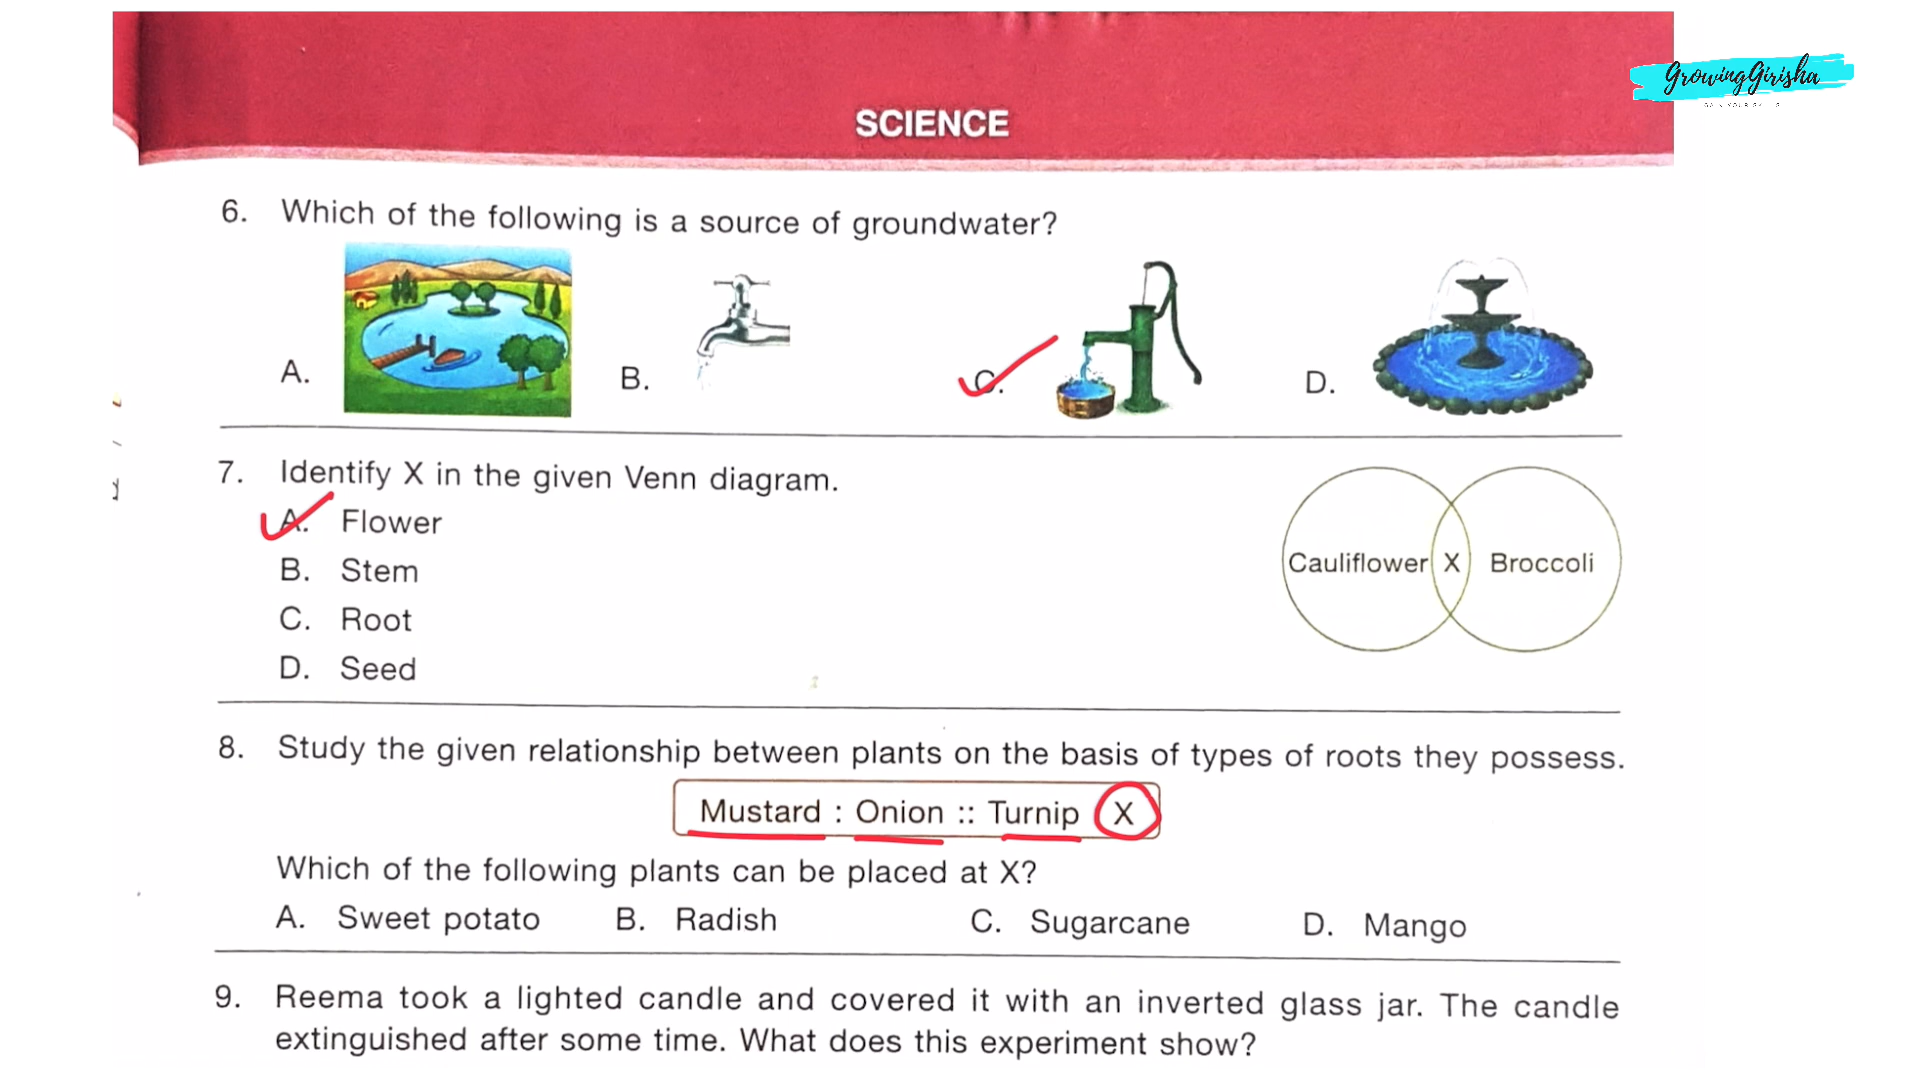 GrowingGirisha
GAIN YOUR SKILLS
SCIENCE
6. Which of the following is a source of groundwater?
A. B. C. D.
7. Identify X in the given Venn diagram.
A. Flower
B. Stem
C. Root
D. Seed
Cauliflower X Broccoli
8. Study the given relationship between plants on the basis of types of roots they possess.
Mustard : Onion :: Turnip X
Which of the following plants can be placed at X?
A. Sweet potato B. Radish C. Sugarcane D. Mango
9. Reema took a lighted candle and covered it with an inverted glass jar. The candle
extinguished after some time. What does this experiment show?